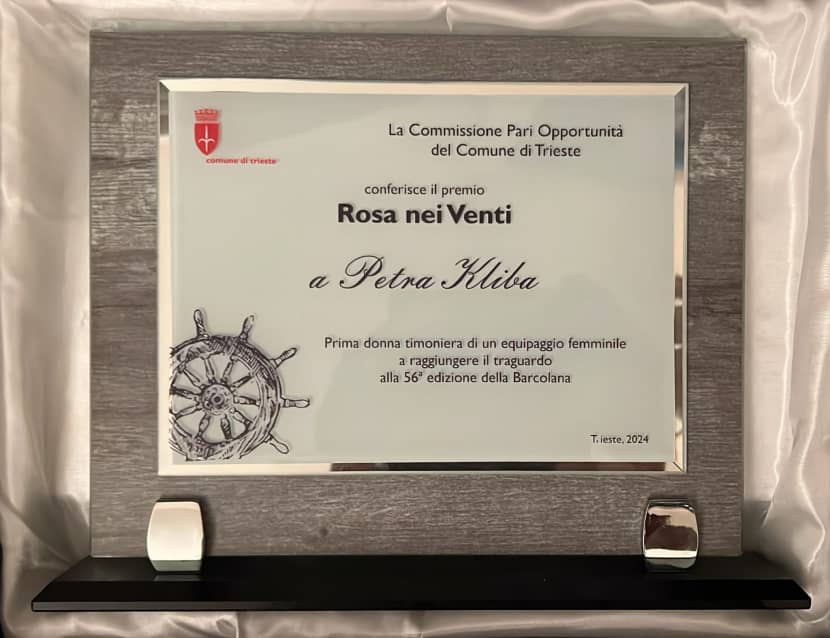 comune di trieste
La Commissione Pari Opportunità
del Comune di Trieste
conferisce il premio
Rosa nei Venti
a Petra Kliba
Prima donna timoniera di un equipaggio femminile
a raggiungere il traguardo
alla 56ª edizione della Barcolana
Trieste, 2024